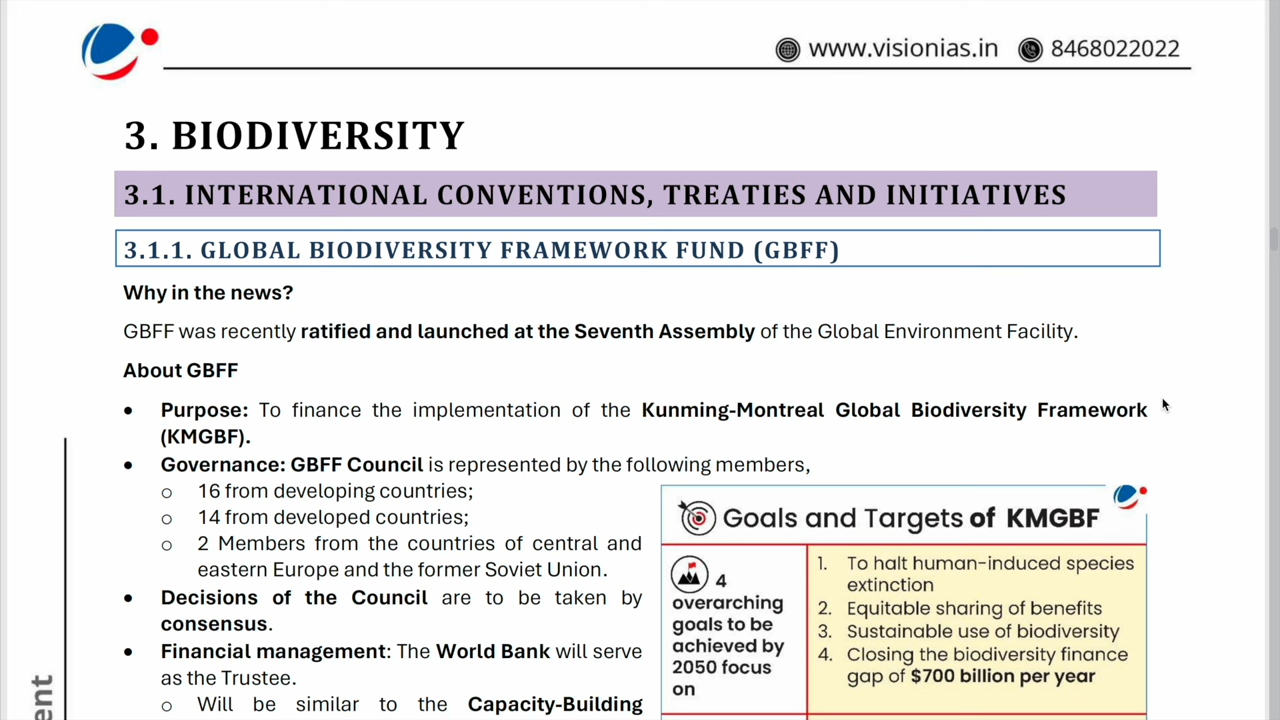 www.visionias.in 8468022022
3. BIODIVERSITY
3.1. INTERNATIONAL CONVENTIONS, TREATIES AND INITIATIVES
3.1.1. GLOBAL BIODIVERSITY FRAMEWORK FUND (GBFF)
Why in the news?
GBFF was recently ratified and launched at the Seventh Assembly of the Global Environment Facility.
About GBFF
• Purpose: To finance the implementation of the Kunming-Montreal Global Biodiversity Framework
(KMGBF).
• Governance: GBFF Council is represented by the following members,
o 16 from developing countries;
o 14 from developed countries;
o 2 Members from the countries of central and
eastern Europe and the former Soviet Union.
• Decisions of the Council are to be taken by
consensus.
• Financial management: The World Bank will serve
as the Trustee.
o Will be similar to the Capacity-Building
Goals and Targets of KMGBF
4
overarching
goals to be
achieved by
2050 focus
on
1. To halt human-induced species
extinction
2. Equitable sharing of benefits
3. Sustainable use of biodiversity
4. Closing the biodiversity finance
gap of $700 billion per year
ent